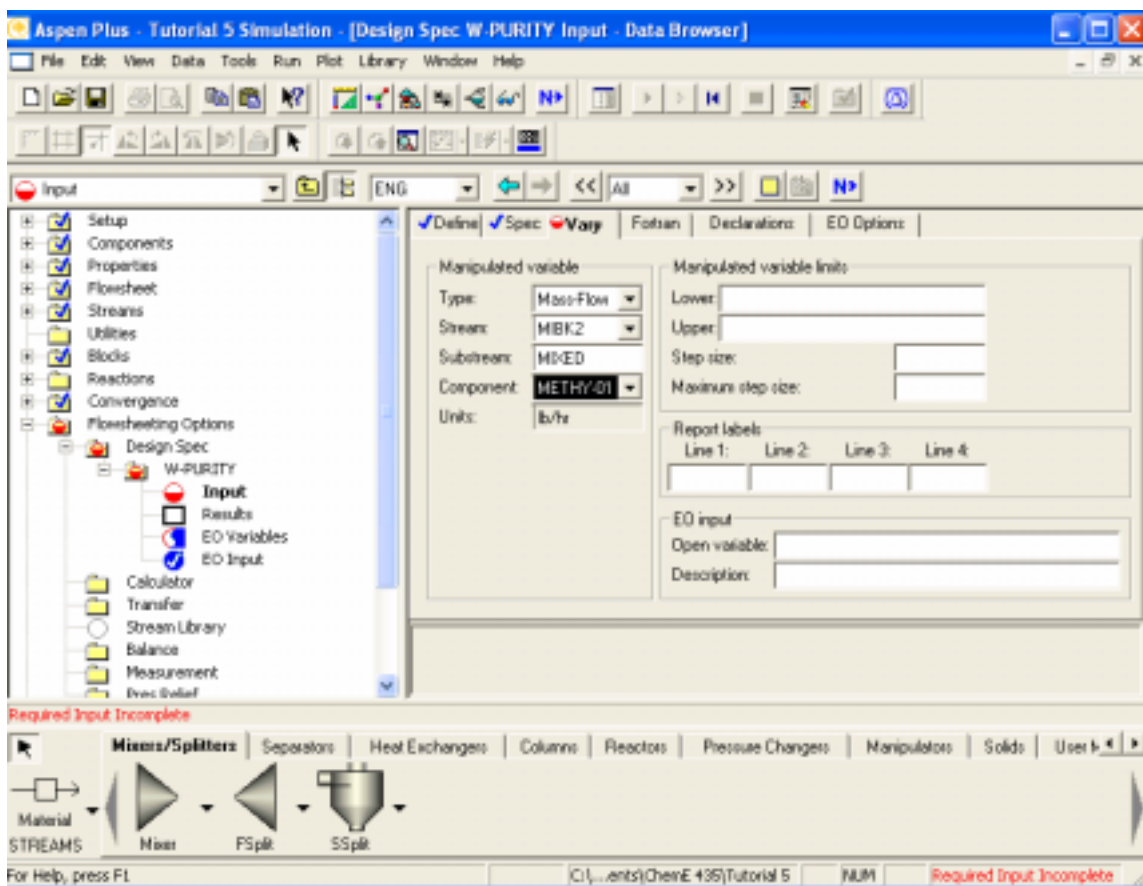 Aspen Plus - Tutorial 5 Simulation - [Design Spec W-PURITY Input - Data Browser]
File Edit View Data Tools Run Plot Library Window Help
N>
Input
ENG
<< All >>
N>
Setup
Components
Properties
Flowsheet
Streams
Utilities
Blocks
Reactions
Convergence
Flowsheeting Options
Design Spec
W-PURITY
Input
Results
EO Variables
EO Input
Calculator
Transfer
Stream Library
Balance
Measurement
Pres Relief
Define Spec Vary Fortran Declarations EO Options
Manipulated variable
Type: Mass-Flow
Stream: MIBK2
Substream: MIXED
Component: METHY-01
Units: lb/hr
Manipulated variable limits
Lower:
Upper:
Step size:
Maximum step size:
Report labels
Line 1: Line 2: Line 3: Line 4:
EO input
Open variable:
Description:
Required Input Incomplete
Mixers/Splitters Separators Heat Exchangers Columns Reactors Pressure Changers Manipulators Solids User M
Material
STREAMS
Mixer FSplit SSplit
For Help, press F1 C:\...ents\ChemE 435\Tutorial 5 NUM Required Input Incomplete